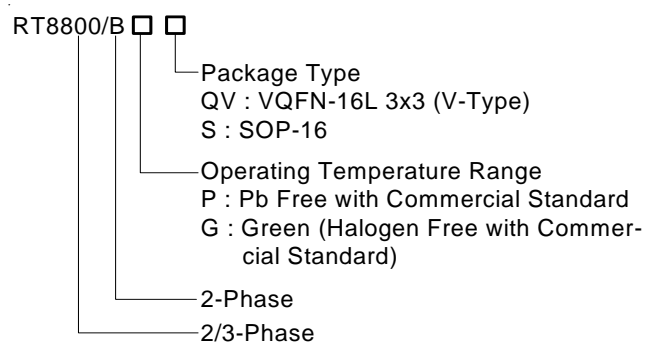 RT8800/B
Package Type
QV : VQFN-16L 3x3 (V-Type)
S : SOP-16
Operating Temperature Range
P : Pb Free with Commercial Standard
G : Green (Halogen Free with Commer-
cial Standard)
2-Phase
2/3-Phase